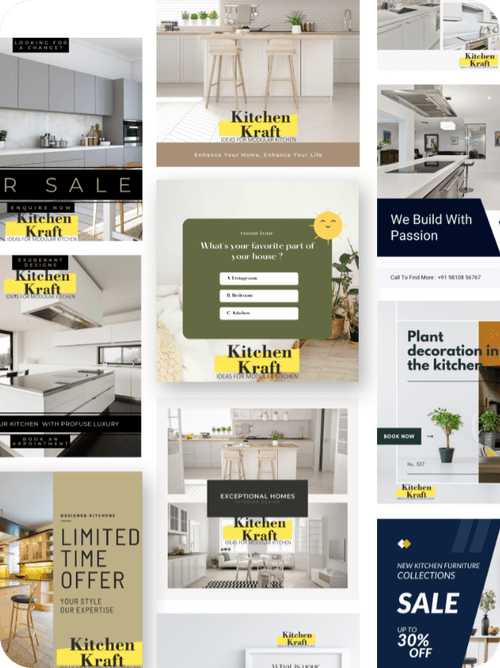 LOOKING FOR
A CHANGE?
R SALE
ENQUIRE NOW
Kitchen
Kraft
IDEAS FOR MODULAR KITCHEN
EXUBERANT
DESIGNS
Kitchen
Kraft
IDEAS FOR MODULAR KITCHEN
UR KITCHEN WITH PROFUSE LUXURY
BOOK AN
APPOINTMENT
DESIGNER KITCHENS
LIMITED
TIME
OFFER
YOUR STYLE
OUR EXPERTISE
Kitchen
Kraft
Kitchen
Kraft
IDEAS FOR MODULAR KITCHEN
Enhance Your Home, Enhance Your Life
room tour
What's your favorite part of
your house ?
A. Livingroom
B. Bedroom
C. Kitchen
Kitchen
Kraft
IDEAS FOR MODULAR KITCHEN
EXCEPTIONAL HOMES
INTERIOR DESIGN
Kitchen
Kraft
IDEAS FOR MODULAR KITCHEN
Kitchen
Kraft
What is your
Kitchen
Kraft
We Build With
Passion
Call To Find More : +91 98108 56767
Plant
decoration in
the kitchen
BOOK NOW
No: 557
Kitchen
Kraft
NEW KITCHEN FURNITURE
COLLECTIONS
SALE
UP TO
30%
OFF